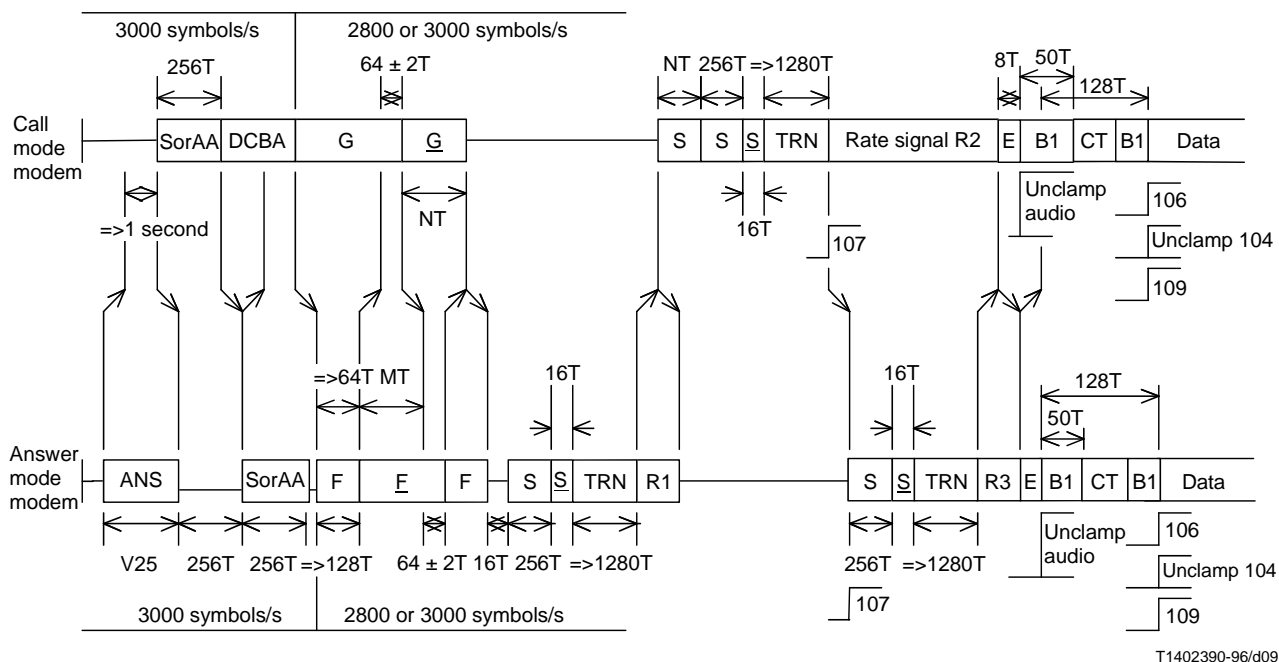 3000 symbols/s 2800 or 3000 symbols/s
256T 64 ± 2T NT 256T =>1280T 8T 50T
128T
Call mode modem
SorAA DCBA G G S S S TRN Rate signal R2 E B1 CT B1 Data
=>1 second NT 16T 107 Unclamp audio 106
Unclamp 104
109
=>64T MT 16T 16T 128T
50T
Answer mode modem
ANS SorAA F F F S S TRN R1 S S TRN R3 E B1 CT B1 Data
V25 256T 256T =>128T 64 ± 2T 16T 256T =>1280T 256T =>1280T Unclamp audio 106
Unclamp 104
107 109
3000 symbols/s 2800 or 3000 symbols/s
T1402390-96/d09